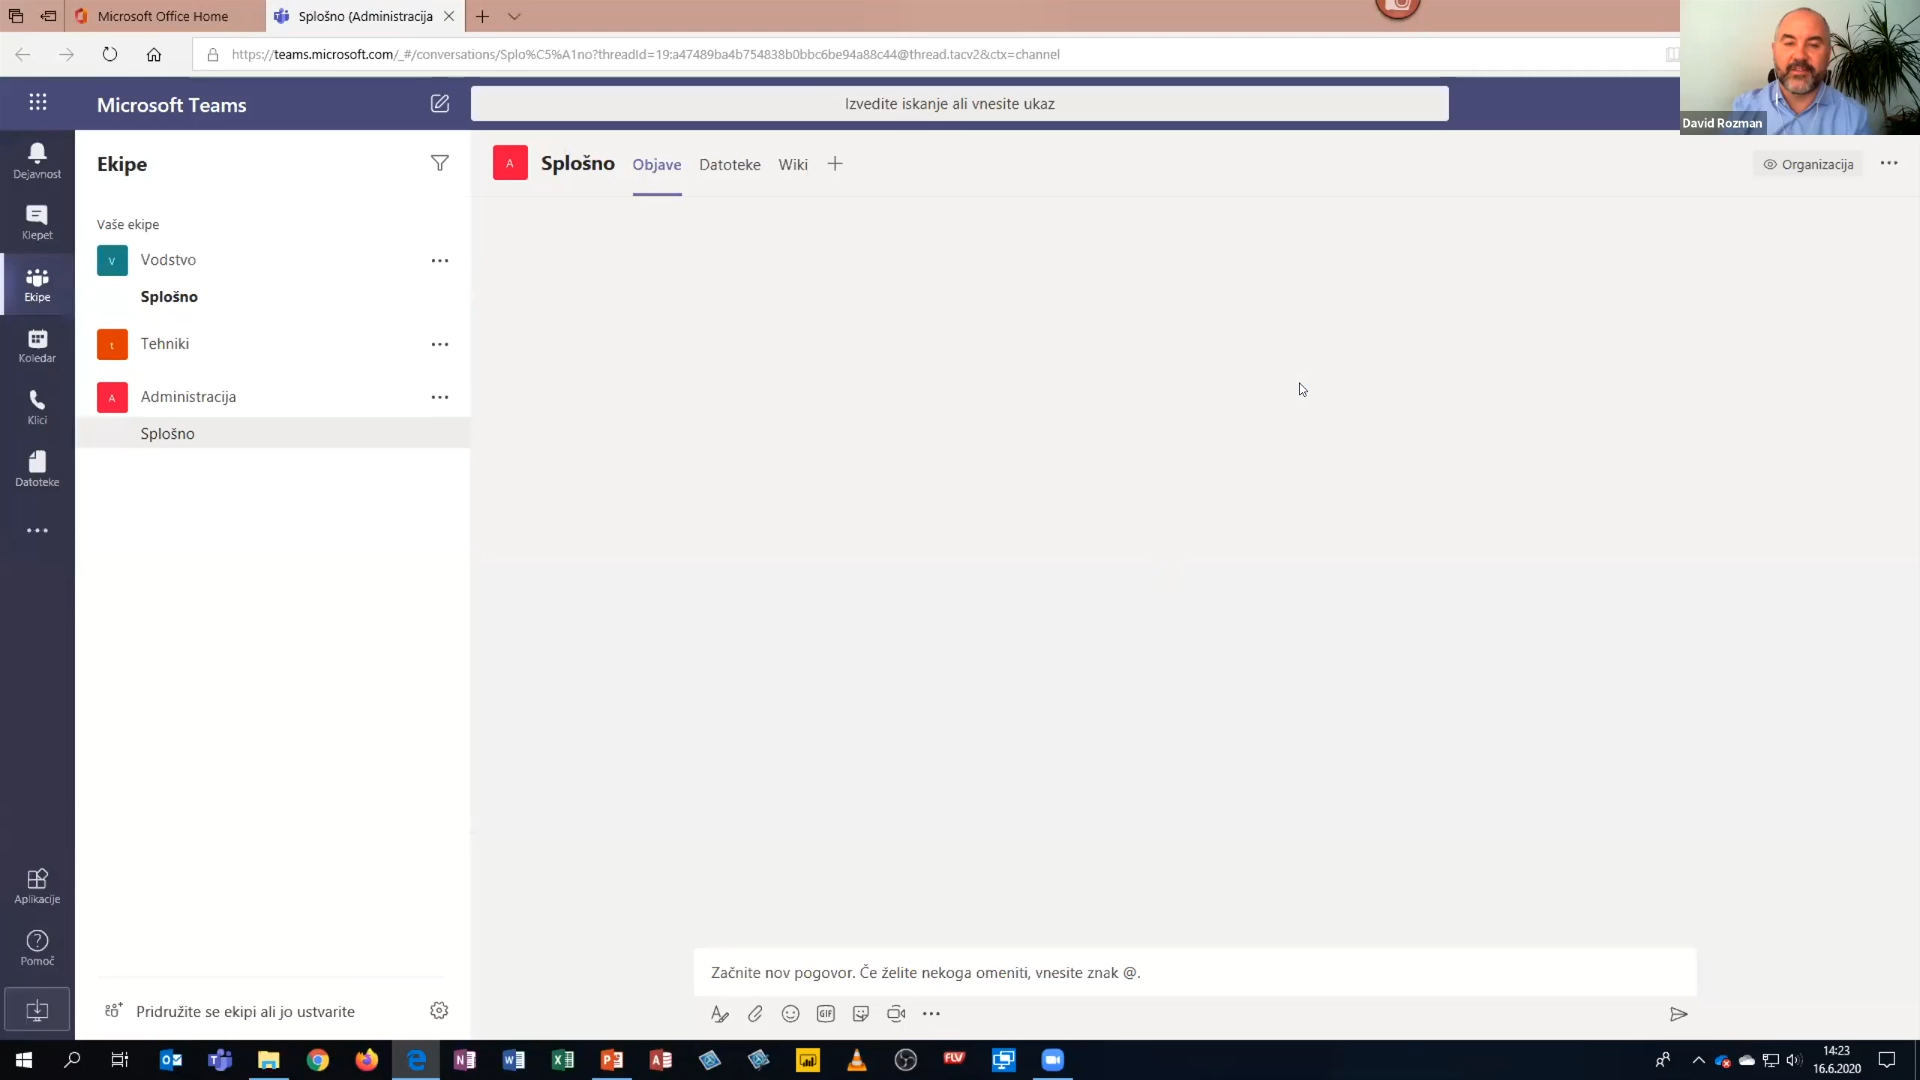 Microsoft Office Home
Splošno (Administracija
https://teams.microsoft.com/_#/conversations/Splo%C5%A1no?threadId=19:a47489ba4b754838b0bbc6be94a88c44@thread.tacv2&ctx=channel
Microsoft Teams
Izvedite iskanje ali vnesite ukaz
David Rozman
Dejavnost
Klepet
Ekipe
Koledar
Klici
Datoteke
Aplikacije
Pomoč
Ekipe
Vaše ekipe
V
Vodstvo
Splošno
t
Tehniki
A
Administracija
Splošno
Pridružite se ekipi ali jo ustvarite
A
Splošno
Objave
Datoteke
Wiki
Organizacija
Začnite nov pogovor. Če želite nekoga omeniti, vnesite znak @.
GIF
FLV
14:23
16.6.2020